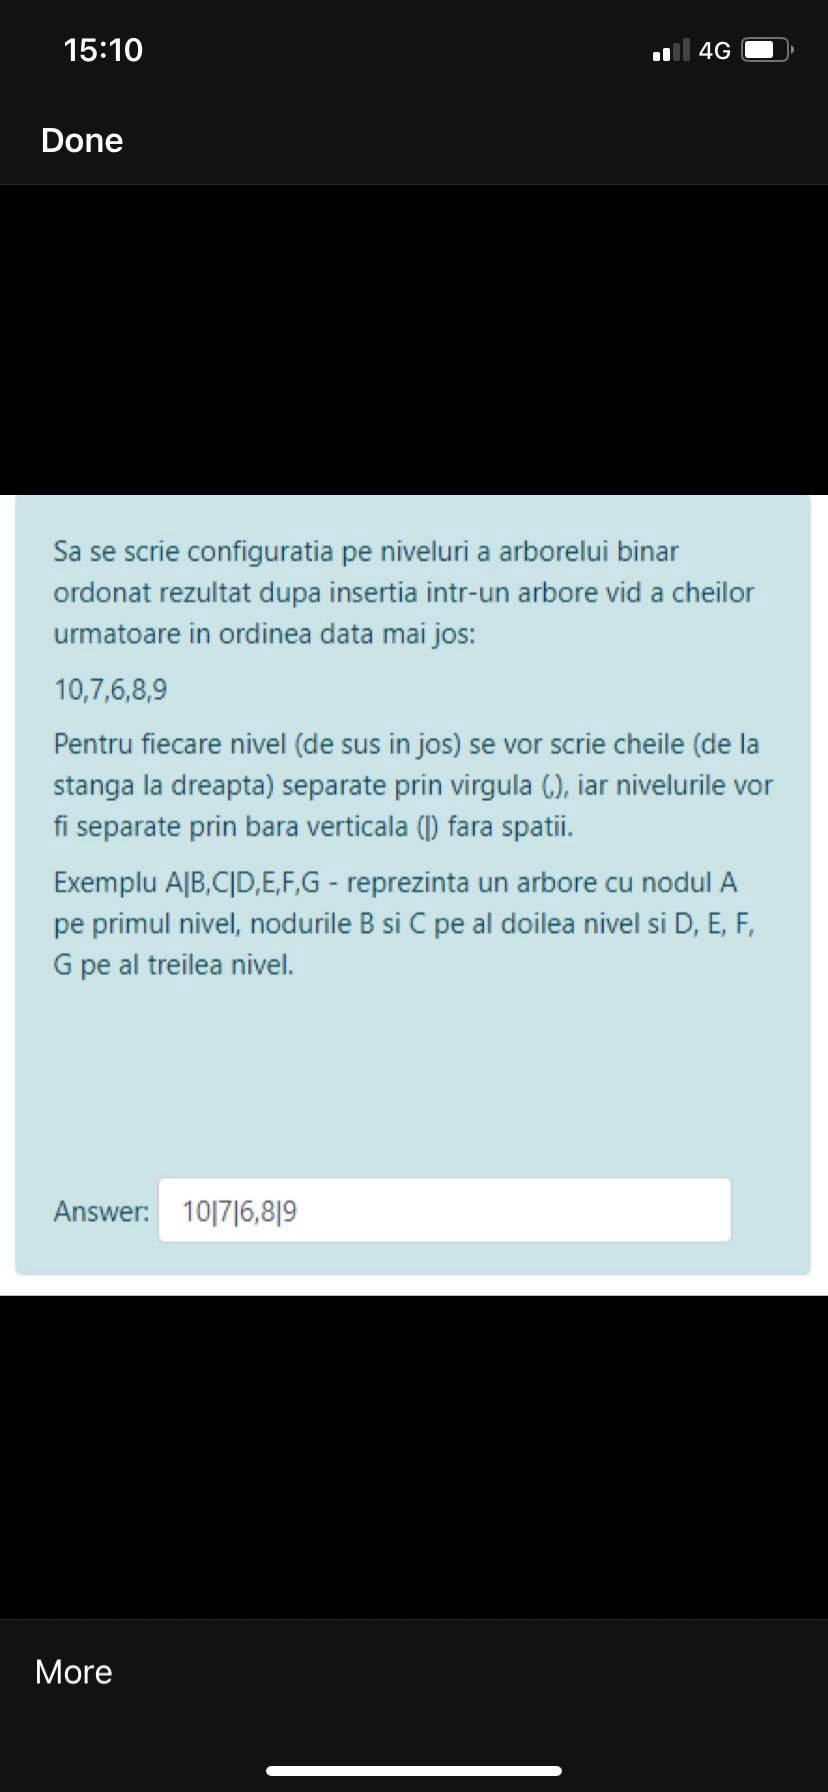 15:10
4G
Done
Sa se scrie configuratia pe niveluri a arborelui binar
ordonat rezultat dupa insertia intr-un arbore vid a cheilor
urmatoare in ordinea data mai jos:
10,7,6,8,9
Pentru fiecare nivel (de sus in jos) se vor scrie cheile (de la
stanga la dreapta) separate prin virgula (,), iar nivelurile vor
fi separate prin bara verticala (|) fara spatii.
Exemplu A|B,C|D,E,F,G - reprezinta un arbore cu nodul A
pe primul nivel, nodurile B si C pe al doilea nivel si D, E, F,
G pe al treilea nivel.
Answer: 10|7|6,8|9
More